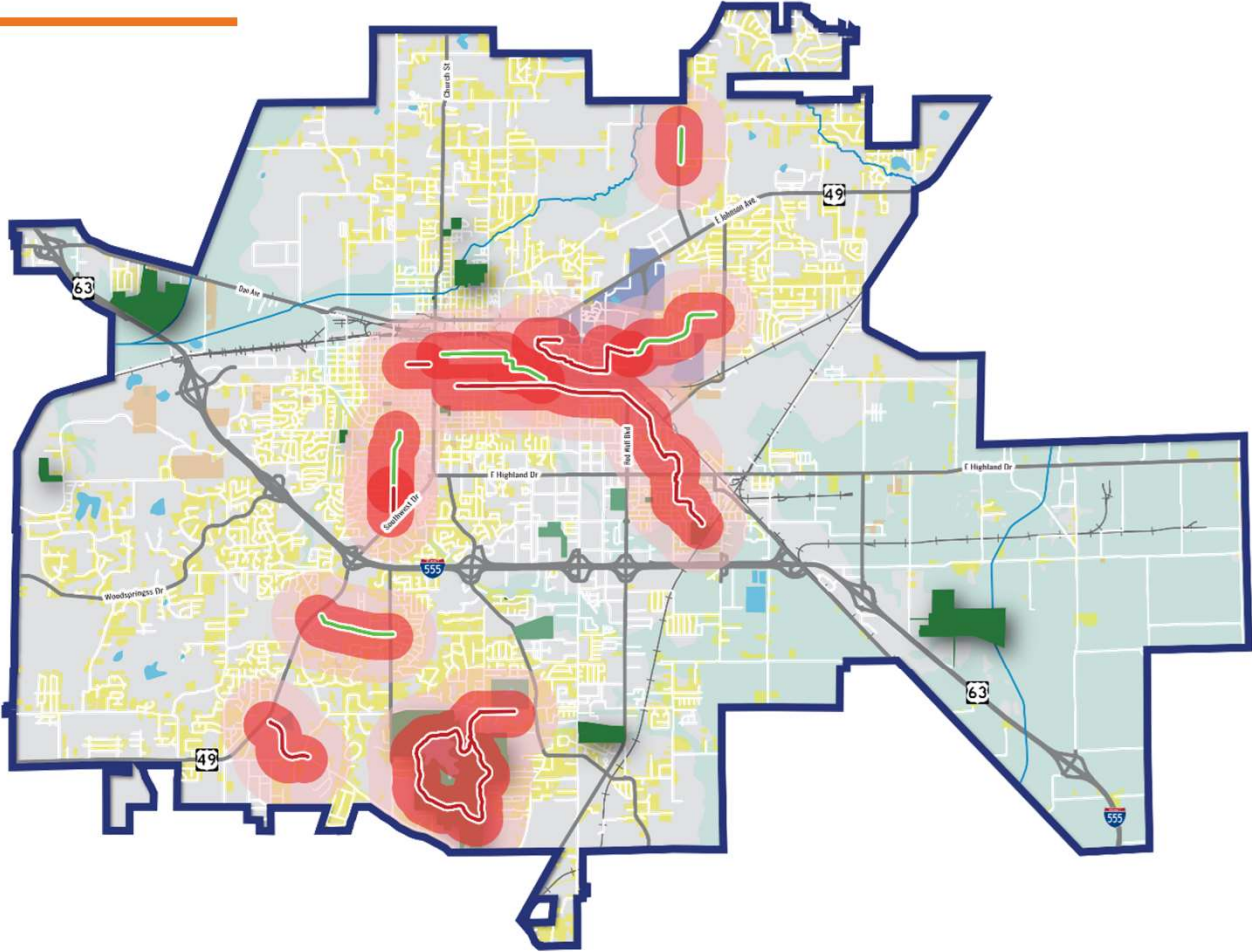 Church St
49
E Johnson Ave
63
Dan Ave
Red Wolf Blvd
E Highland Dr
E Highland Dr
Southwest Dr
555
Woodspringss Dr
63
49
555